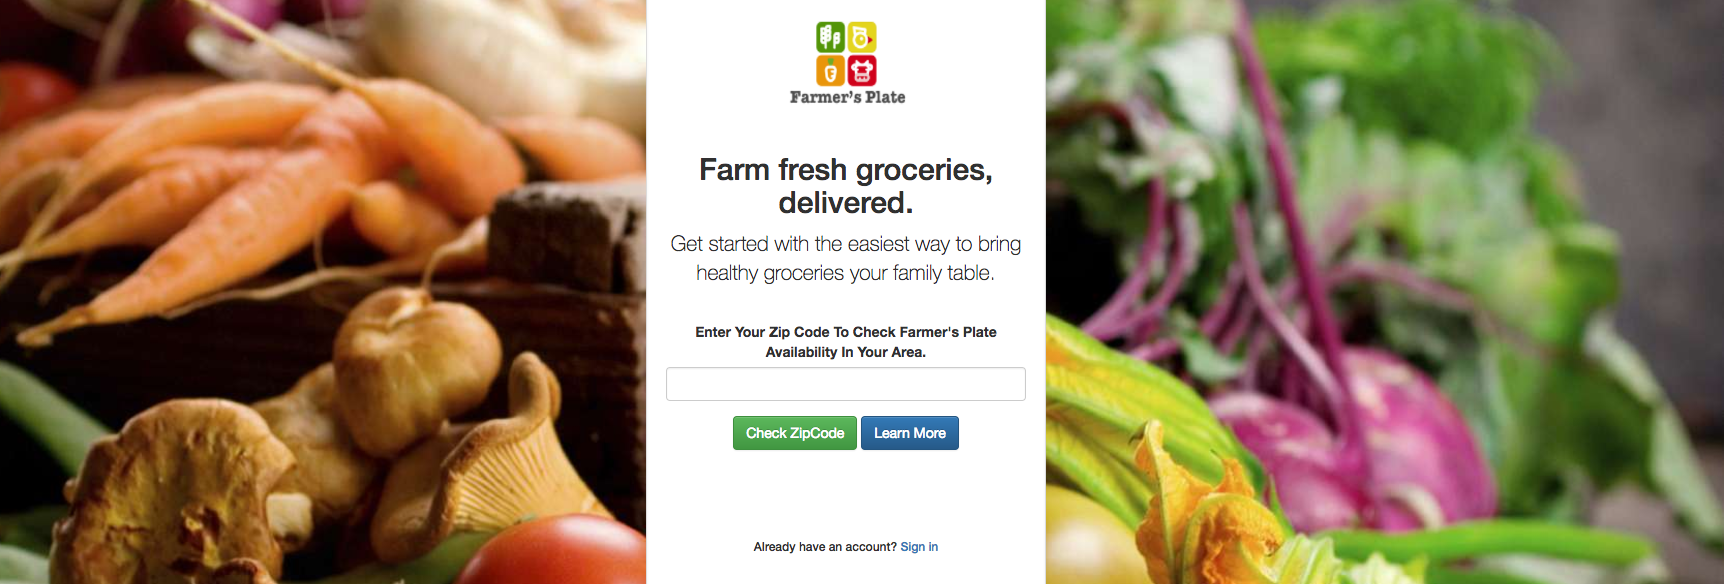 Farmer's Plate
Farm fresh groceries,
delivered.
Get started with the easiest way to bring
healthy groceries your family table.
Enter Your Zip Code To Check Farmer's Plate
Availability In Your Area.
Check ZipCode Learn More
Already have an account? Sign in